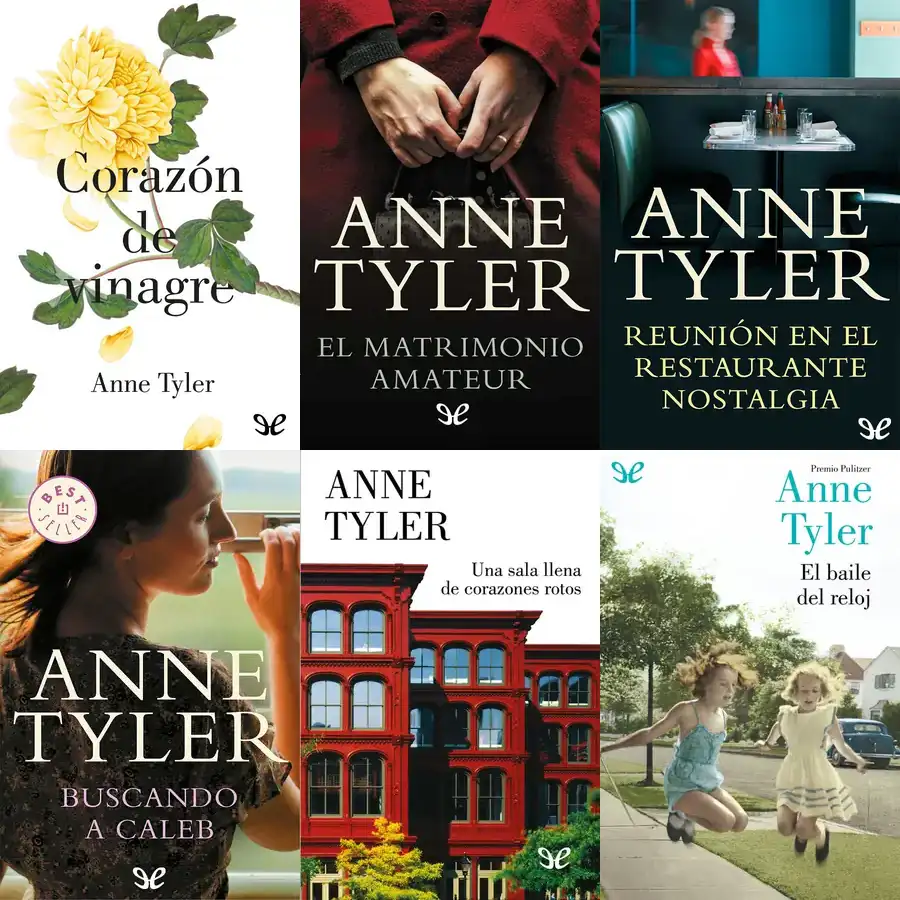 Corazón
de
vinagre
Anne Tyler
ANNE
TYLER
EL MATRIMONIO
AMATEUR
ANNE
TYLER
REUNIÓN EN EL
RESTAURANTE
NOSTALGIA
BEST
SELLER
ANNE
TYLER
BUSCANDO
A CALEB
ANNE
TYLER
Una sala llena
de corazones rotos
Premio Pulitzer
Anne
Tyler
El baile
del reloj